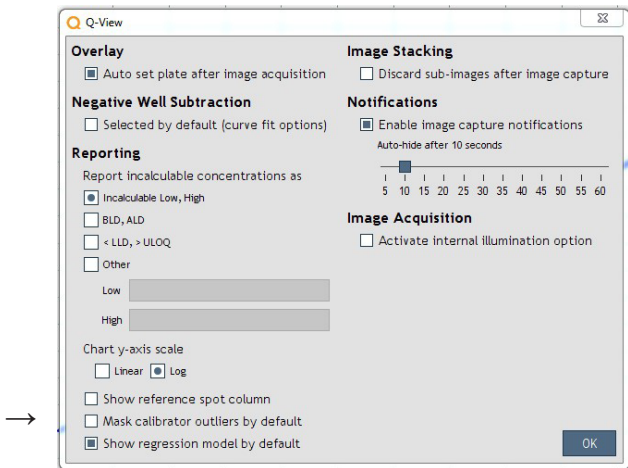 Q-View
Overlay
Auto set plate after image acquisition
Negative Well Subtraction
Selected by default (curve fit options)
Reporting
Report incalculable concentrations as
Incalculable Low, High
BLD, ALD
< LLD, > ULOQ
Other
Low
High
Chart y-axis scale
Linear Log
Show reference spot column
Mask calibrator outliers by default
Show regression model by default
Image Stacking
Discard sub-images after image capture
Notifications
Enable image capture notifications
Auto-hide after 10 seconds
5 10 15 20 25 30 35 40 45 50 55 60
Image Acquisition
Activate internal illumination option
OK